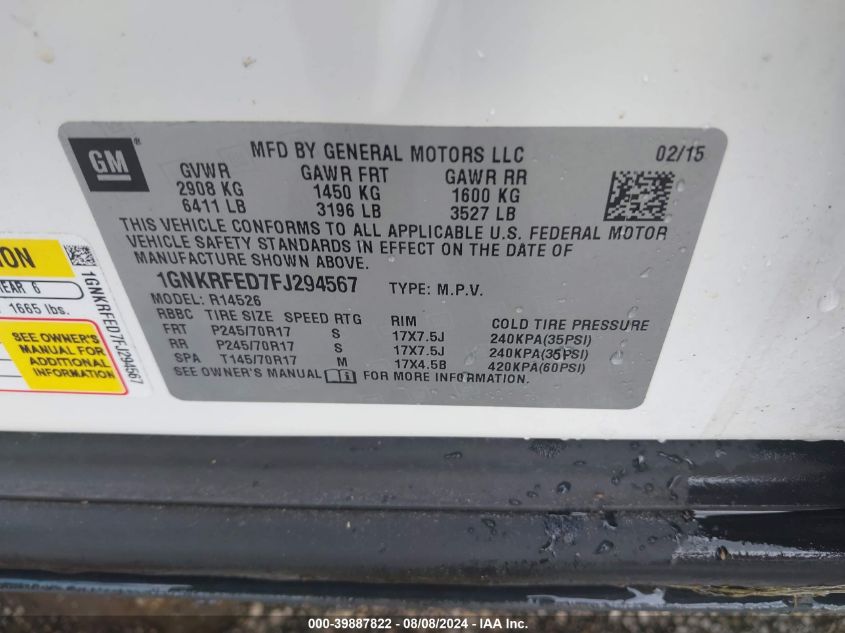 GM
MFD BY GENERAL MOTORS LLC 02/15
GVWR GAWR FRT GAWR RR
2908 KG 1450 KG 1600 KG
6411 LB 3196 LB 3527 LB
THIS VEHICLE CONFORMS TO ALL APPLICABLE U.S. FEDERAL MOTOR
VEHICLE SAFETY STANDARDS IN EFFECT ON THE DATE OF
MANUFACTURE SHOWN ABOVE.
1GNKRFED7FJ294567 TYPE: M.P.V.
MODEL: R14526
RBBC TIRE SIZE SPEED RTG RIM COLD TIRE PRESSURE
FRT P245/70R17 S 17X7.5J 240KPA(35PSI)
RR P245/70R17 S 17X7.5J 240KPA(35PSI)
SPA T145/70R17 M 17X4.5B 420KPA(60PSI)
SEE OWNER'S MANUAL FOR MORE INFORMATION.
REAR 6
1665 lbs.
SEE OWNER'S
MANUAL FOR
ADDITIONAL
INFORMATION
1GNKRFED7FJ294567
000-39887822 - 08/08/2024 - IAA Inc.